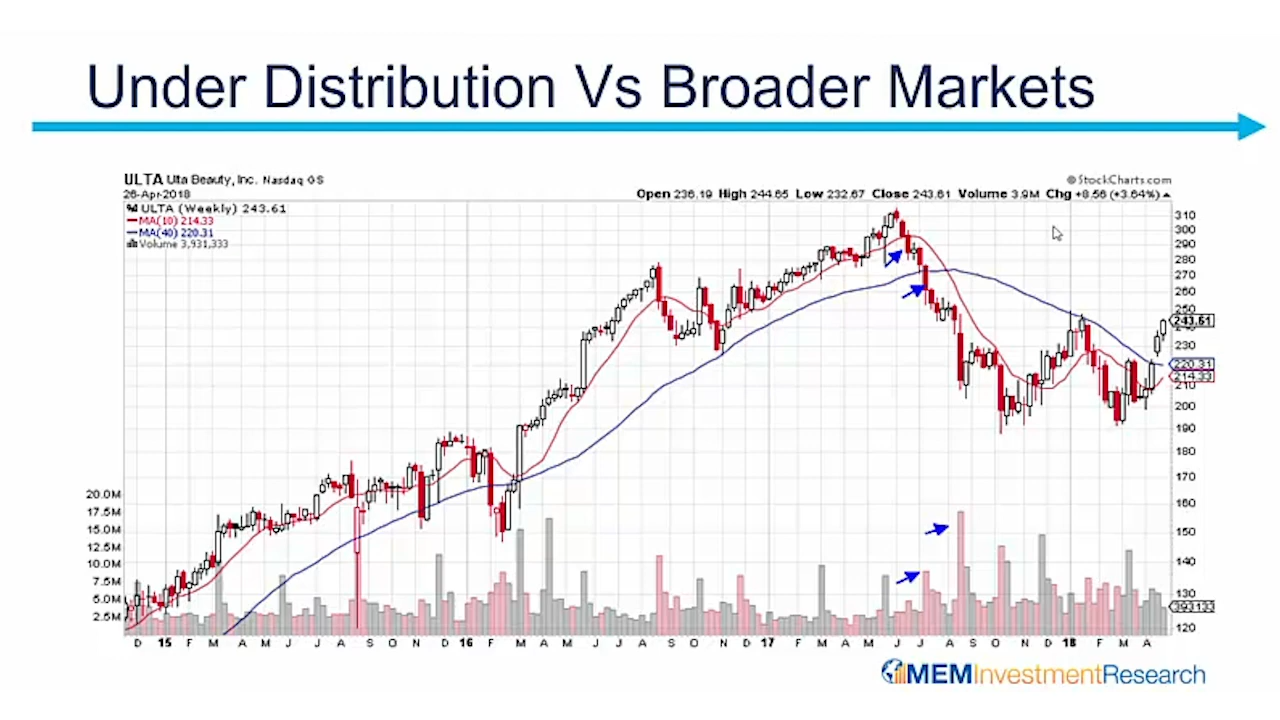 Under Distribution Vs Broader Markets
ULTA Ulta Beauty, Inc. Nasdaq GS
© StockCharts.com
26-Apr-2018
Open 236.19 High 244.65 Low 232.67 Close 243.61 Volume 3.9M Chg +8.56 (+3.64%)
ULTA (Weekly) 243.61
MA(10) 214.33
MA(40) 220.31
Volume 3,931,333
310
300
290
280
270
260
250
243.61
230
220.31
214.33
210
200
190
180
170
160
150
140
130
120
20.0M
17.5M
15.0M
12.5M
10.0M
7.5M
5.0M
2.5M
D 15 F M A M J J A S O N D 16 F M A M J J A S O N D 17 F M A M J J A S O N D 18 F M A
MEMInvestmentResearch